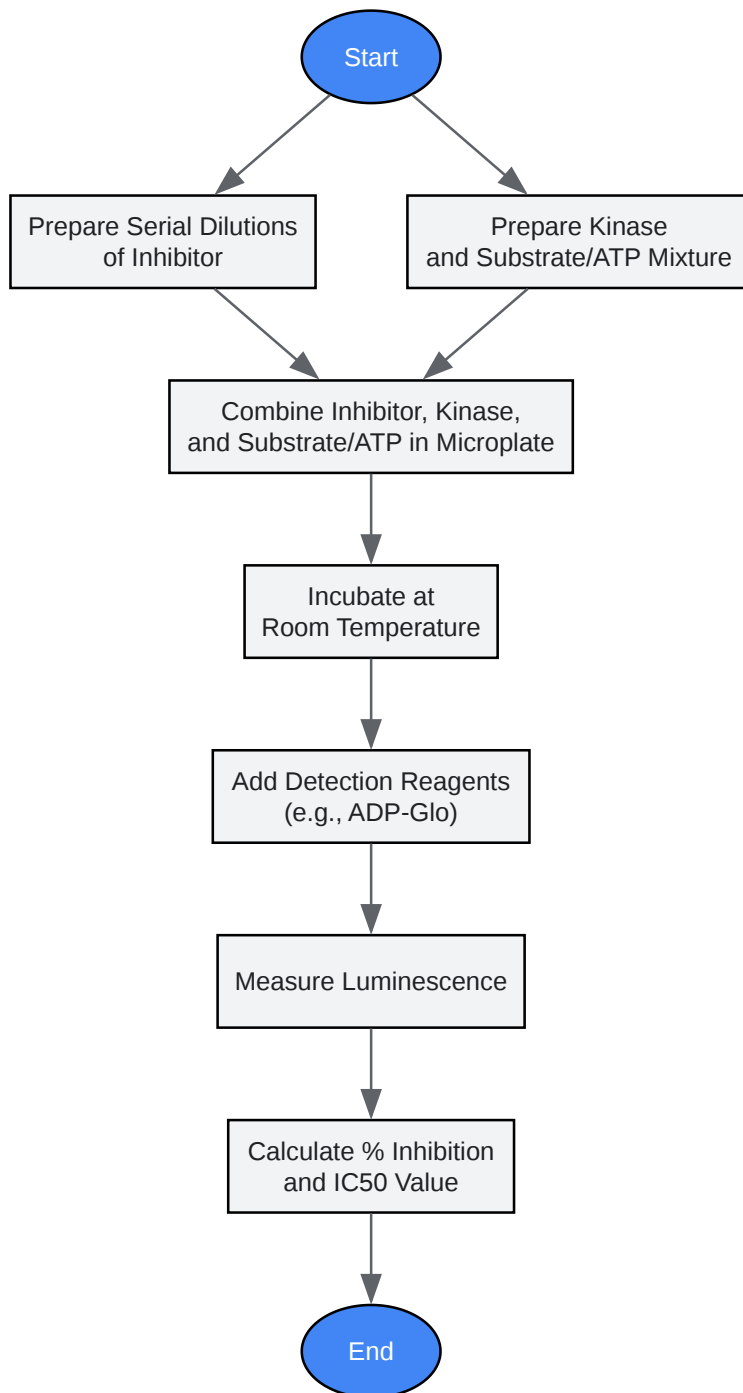 Start
Prepare Serial Dilutions
of Inhibitor
Prepare Kinase
and Substrate/ATP Mixture
Combine Inhibitor, Kinase,
and Substrate/ATP in Microplate
Incubate at
Room Temperature
Add Detection Reagents
(e.g., ADP-Glo)
Measure Luminescence
Calculate % Inhibition
and IC50 Value
End